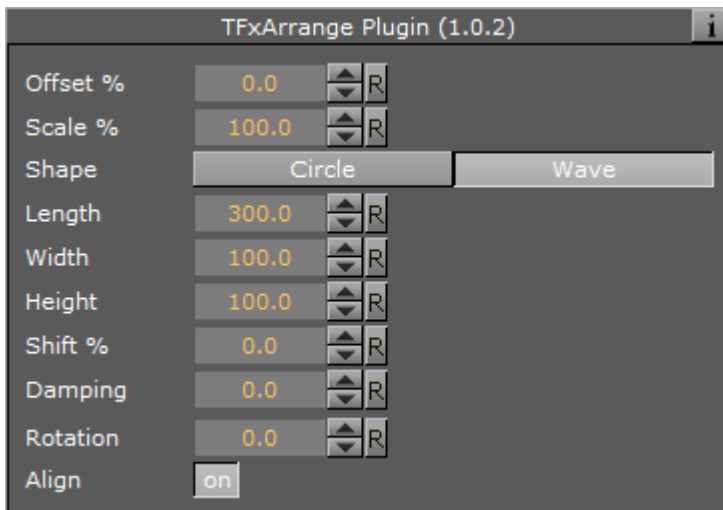 TFxArrange Plugin (1.0.2) i
Offset % 0.0 R
Scale % 100.0 R
Shape Circle Wave
Length 300.0 R
Width 100.0 R
Height 100.0 R
Shift % 0.0 R
Damping 0.0 R
Rotation 0.0 R
Align on